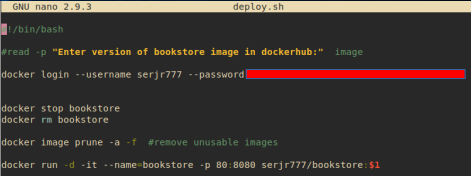 GNU nano 2.9.3 deploy.sh
#!/bin/bash
#read -p "Enter version of bookstore image in dockerhub:" image
docker login --username serjr777 --password
docker stop bookstore
docker rm bookstore
docker image prune -a -f #remove unusable images
docker run -d -it --name=bookstore -p 80:8080 serjr777/bookstore:$1